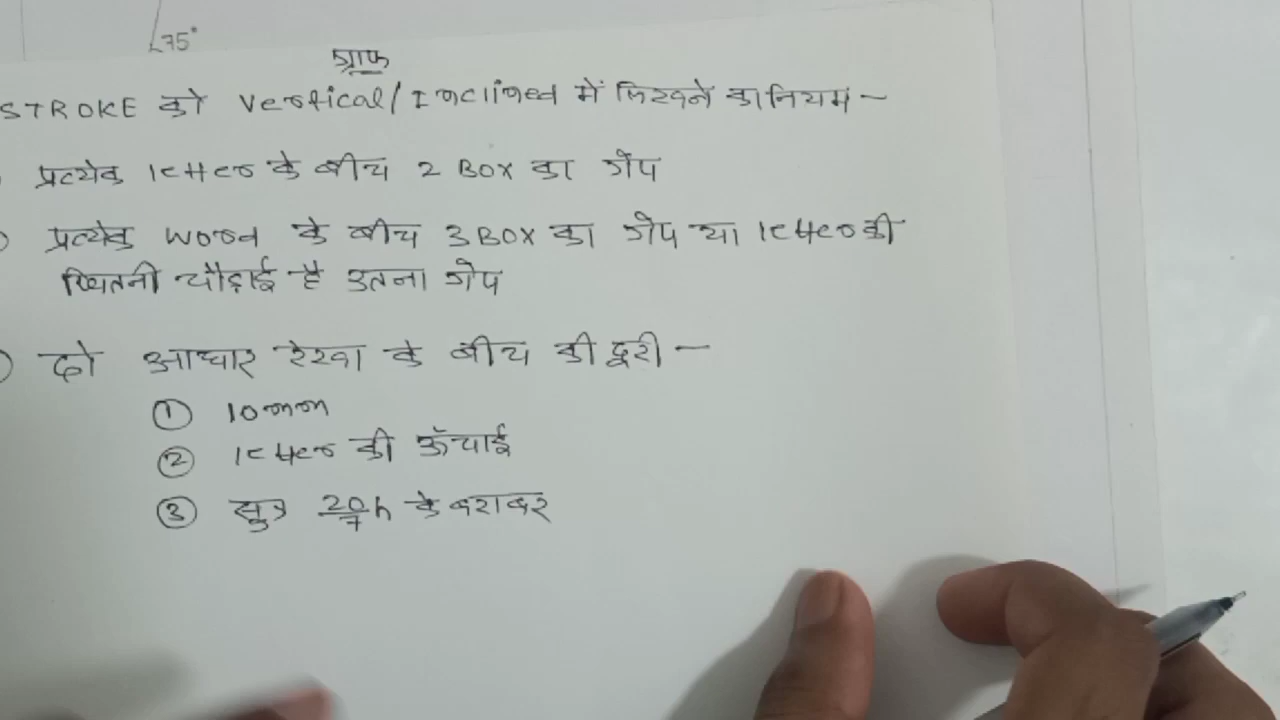 75°
ग्राफ
STROKE को Vertical/Inclined में लिखने का नियम -
प्रत्येक letter के बीच 2 BOX का गेप
प्रत्येक word के बीच 3 BOX का गेप या letter की
जितनी चौड़ाई है उतना गेप
दो आधार रेखा के बीच की दूरी -
① 10mm
② letter की ऊँचाई
③ सुत्र 20/7 h के बराबर